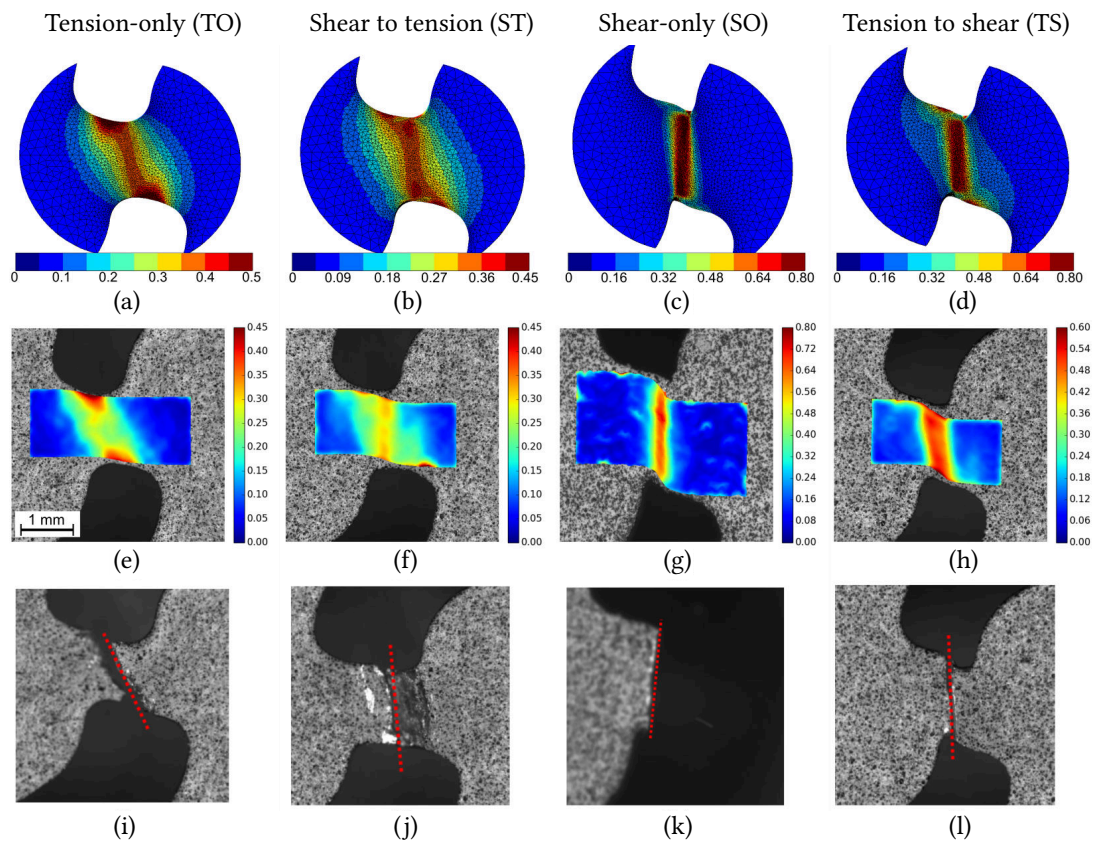 Tension-only (TO) Shear to tension (ST) Shear-only (SO) Tension to shear (TS)
0 0.1 0.2 0.3 0.4 0.5 0 0.09 0.18 0.27 0.36 0.45 0 0.16 0.32 0.48 0.64 0.80 0 0.16 0.32 0.48 0.64 0.80
(a) (b) (c) (d)
0.45 0.45 0.80 0.60
0.40 0.40 0.72 0.54
0.35 0.35 0.64 0.48
0.30 0.30 0.56 0.42
0.25 0.25 0.48 0.36
0.40 0.30
0.20 0.20 0.32 0.24
0.15 0.15 0.24 0.18
0.10 0.10 0.16 0.12
0.05 0.05 0.08 0.06
0.00 0.00 0.00 0.00
1 mm
(e) (f) (g) (h)
(i) (j) (k) (l)